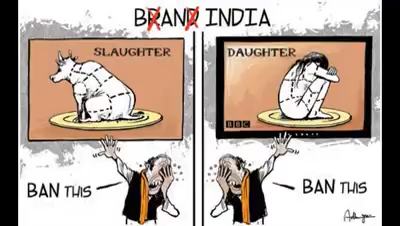 BRAND INDIA
SLAUGHTER
BAN THIS
DAUGHTER
BBC
BAN THIS